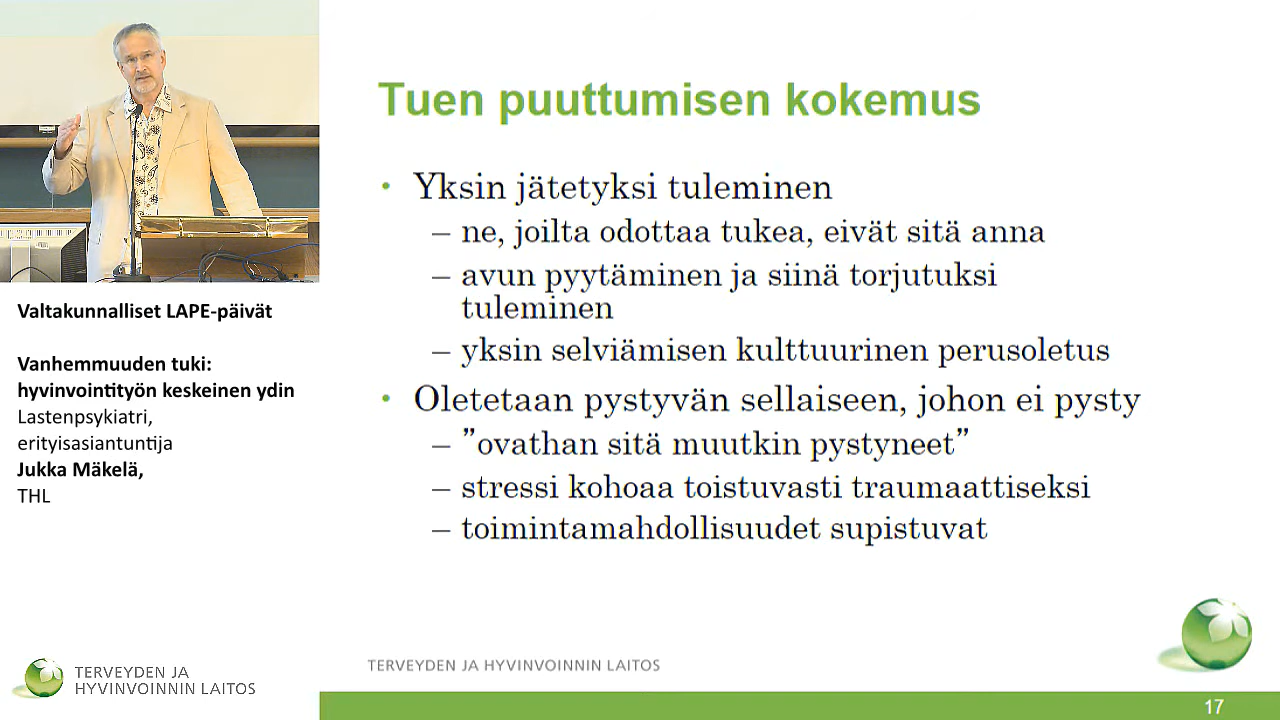 Tuen puuttumisen kokemus
• Yksin jätetyksi tuleminen
– ne, joilta odottaa tukea, eivät sitä anna
– avun pyytäminen ja siinä torjutuksi
tuleminen
– yksin selviämisen kulttuurinen perusoletus
• Oletetaan pystyvän sellaiseen, johon ei pysty
– ”ovathan sitä muutkin pystyneet”
– stressi kohoaa toistuvasti traumaattiseksi
– toimintamahdollisuudet supistuvat
Valtakunnalliset LAPE-päivät
Vanhemmuuden tuki:
hyvinvointityön keskeinen ydin
Lastenpsykiatri,
erityisasiantuntija
Jukka Mäkelä,
THL
TERVEYDEN JA
HYVINVOINNIN LAITOS
TERVEYDEN JA HYVINVOINNIN LAITOS
17